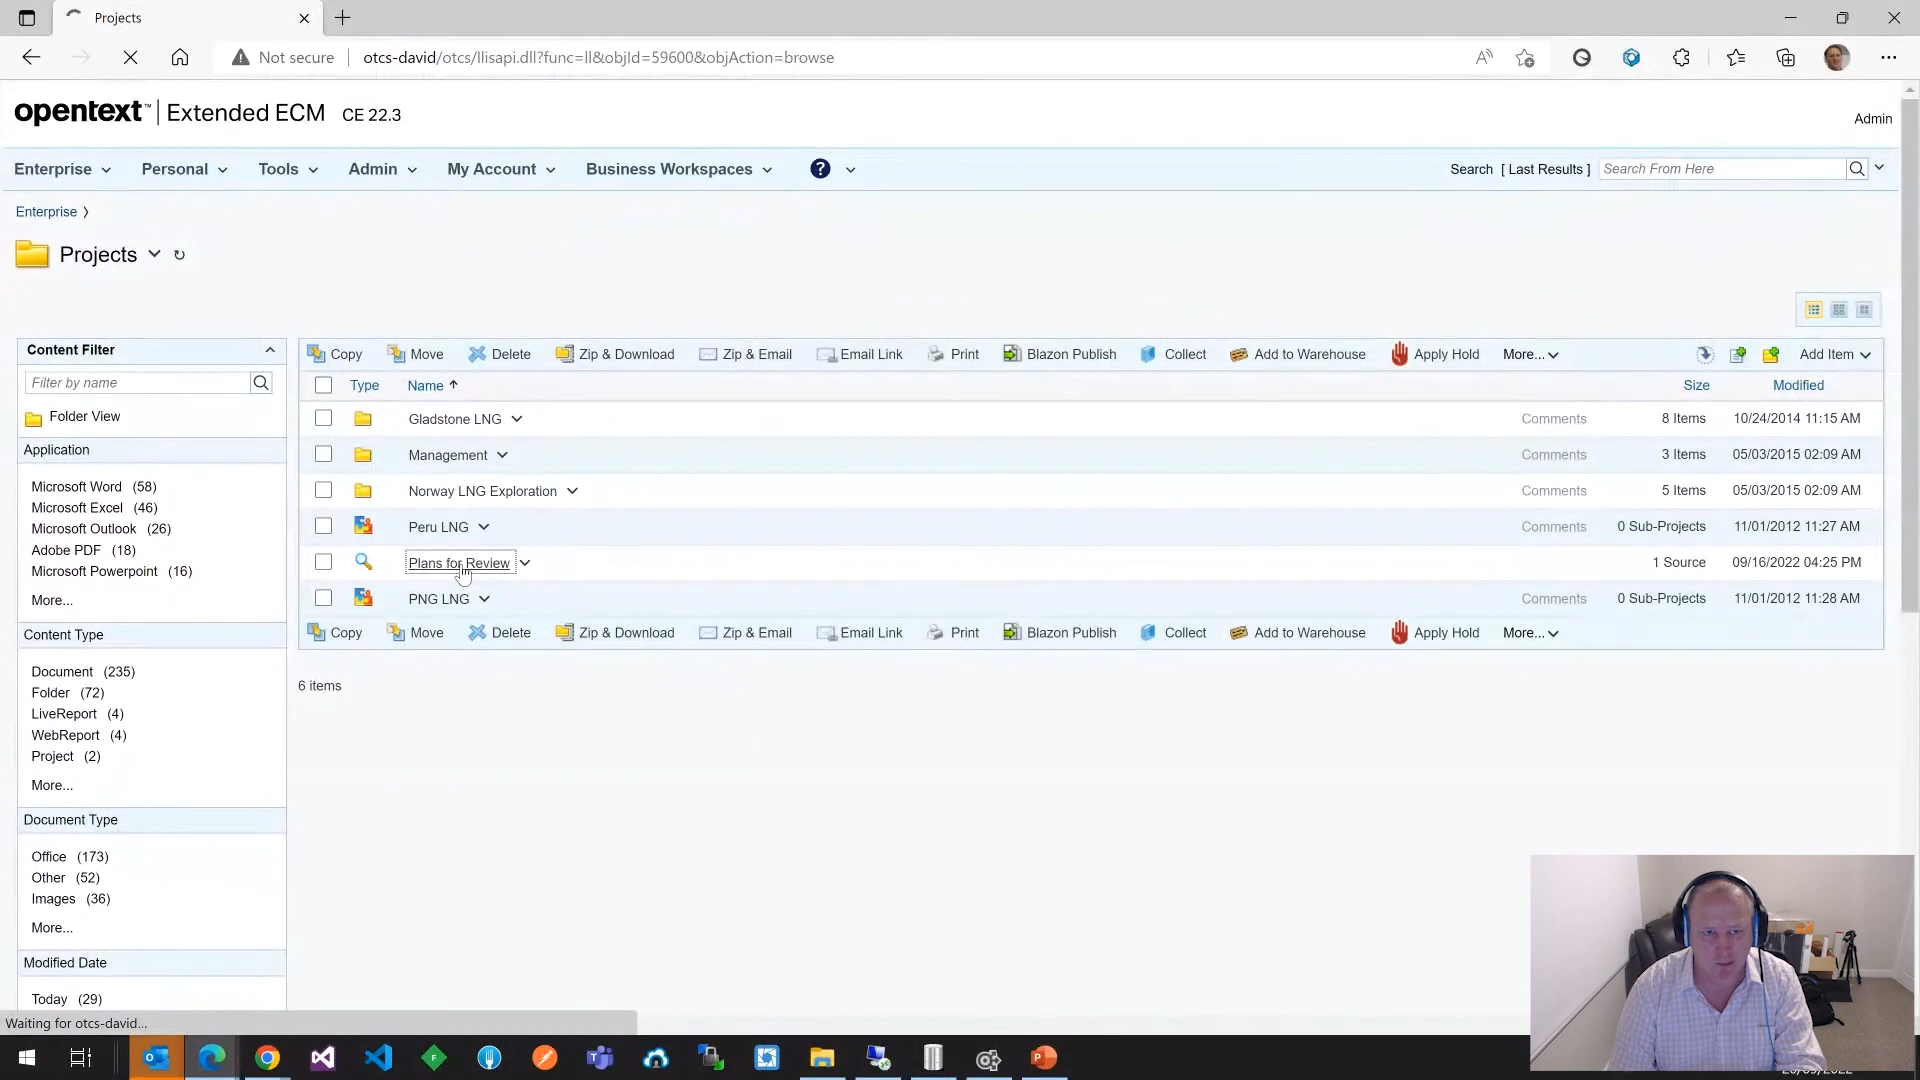 Projects
Not secure
otcs-david/otcs/llisapi.dll?func=ll&objId=59600&objAction=browse
opentext™ | Extended ECM CE 22.3
Admin
Enterprise Personal Tools Admin My Account Business Workspaces ?
Search [ Last Results ] Search From Here
Enterprise 〉
Projects
Content Filter
Filter by name
Folder View
Application
Microsoft Word (58)
Microsoft Excel (46)
Microsoft Outlook (26)
Adobe PDF (18)
Microsoft Powerpoint (16)
More...
Content Type
Document (235)
Folder (72)
LiveReport (4)
WebReport (4)
Project (2)
More...
Document Type
Office (173)
Other (52)
Images (36)
More...
Modified Date
Today (29)
Copy Move Delete Zip & Download Zip & Email Email Link Print Blazon Publish Collect Add to Warehouse Apply Hold More... Add Item
Type Name Size Modified
Gladstone LNG Comments 8 Items 10/24/2014 11:15 AM
Management Comments 3 Items 05/03/2015 02:09 AM
Norway LNG Exploration Comments 5 Items 05/03/2015 02:09 AM
Peru LNG Comments 0 Sub-Projects 11/01/2012 11:27 AM
Plans for Review 1 Source 09/16/2022 04:25 PM
PNG LNG Comments 0 Sub-Projects 11/01/2012 11:28 AM
Copy Move Delete Zip & Download Zip & Email Email Link Print Blazon Publish Collect Add to Warehouse Apply Hold More...
6 items
Waiting for otcs-david...